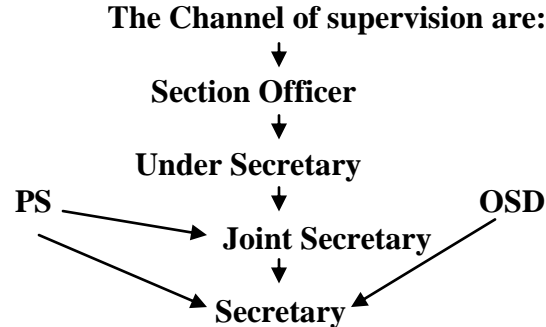 The Channel of supervision are:
Section Officer
Under Secretary
PS
OSD
Joint Secretary
Secretary